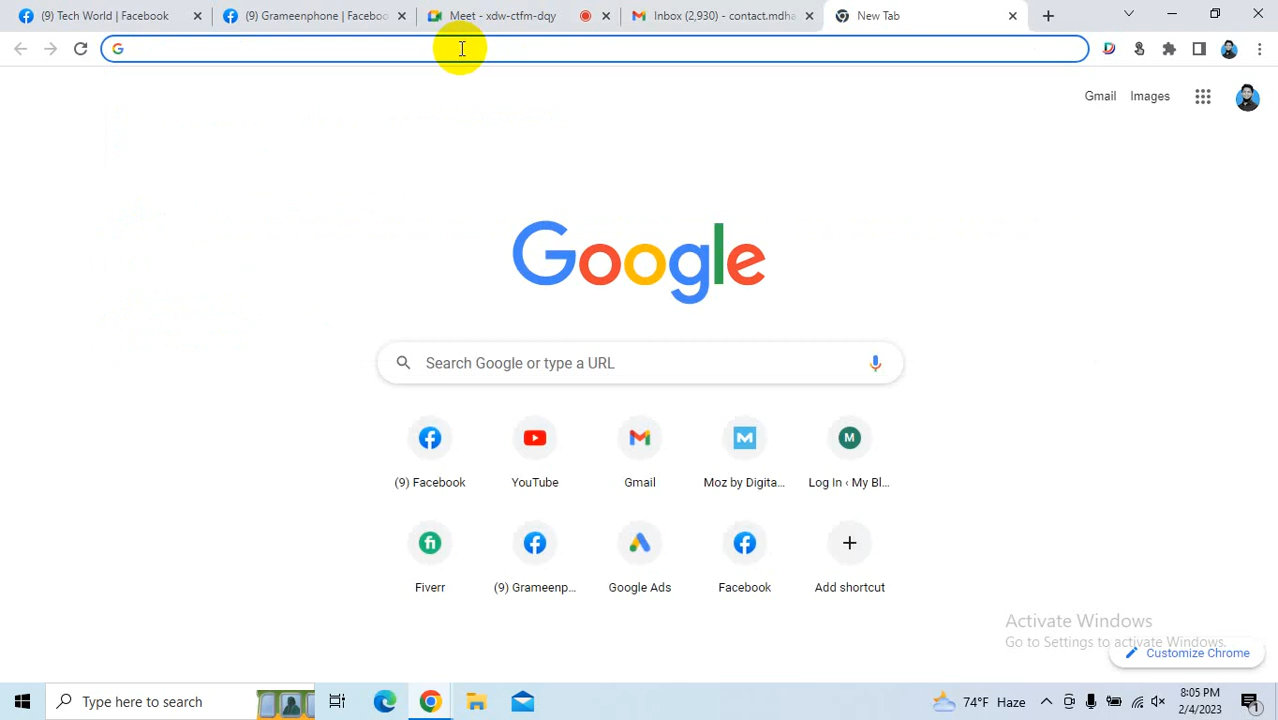 (9) Tech World | Facebook
(9) Grameenphone | Faceboo
Meet - xdw-ctfm-dqy
Inbox (2,930) - contact.mdha
New Tab
Gmail
Images
Google
Search Google or type a URL
(9) Facebook
YouTube
Gmail
Moz by Digita...
M
Log In ‹ My Bl...
fi
Fiverr
(9) Grameenp...
Google Ads
Facebook
Add shortcut
Activate Windows
Go to Settings to activate Windows.
Customize Chrome
Type here to search
74°F Haze
8:05 PM
2/4/2023
1